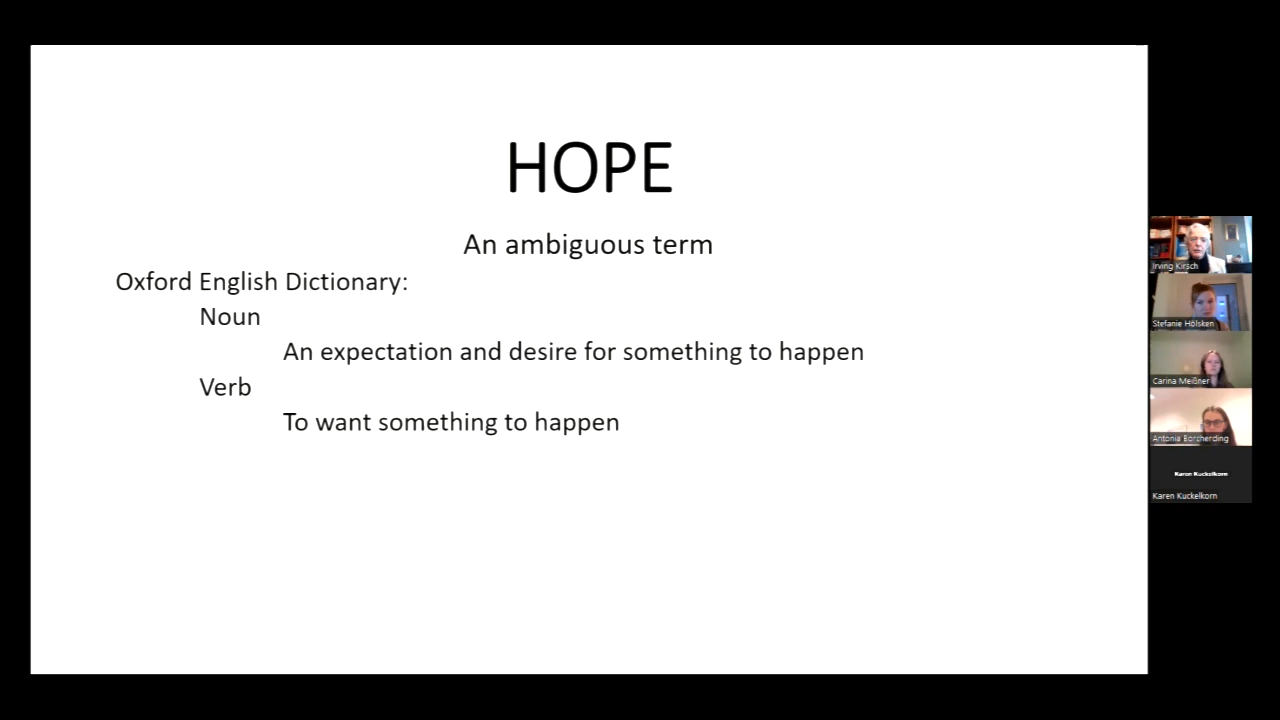 HOPE
An ambiguous term
Oxford English Dictionary:
Noun
An expectation and desire for something to happen
Verb
To want something to happen
Irving Kirsch
Stefanie Hölsken
Carina Meißner
Antonia Borcherding
Karen Kuckelkorn
Karen Kuckelkorn